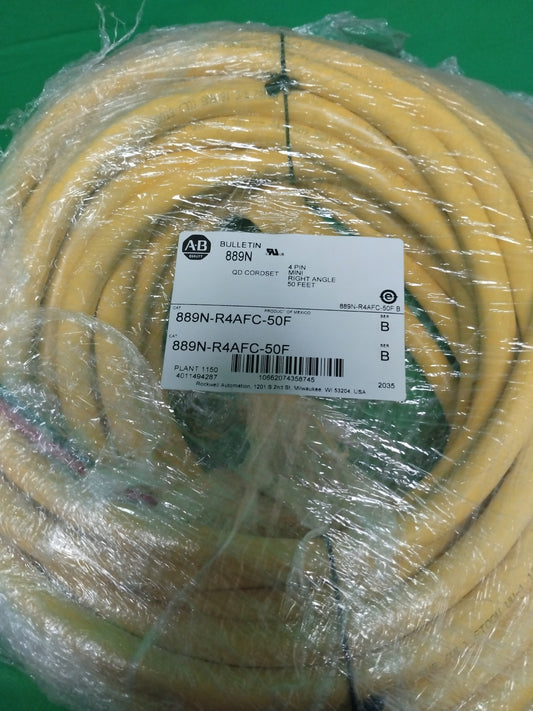 A-B
QUALITY
BULLETIN
889N
QD CORDSET
4 PIN
MINI
RIGHT ANGLE
50 FEET
889N-R4AFC-50F B
PRODUCT OF MEXICO
CAT
889N-R4AFC-50F
SER
B
CAT
889N-R4AFC-50F
SER
B
PLANT 1150
4011494287
10662074358745
2035
Rockwell Automation, 1201 S 2nd St, Milwaukee, WI 53204, USA